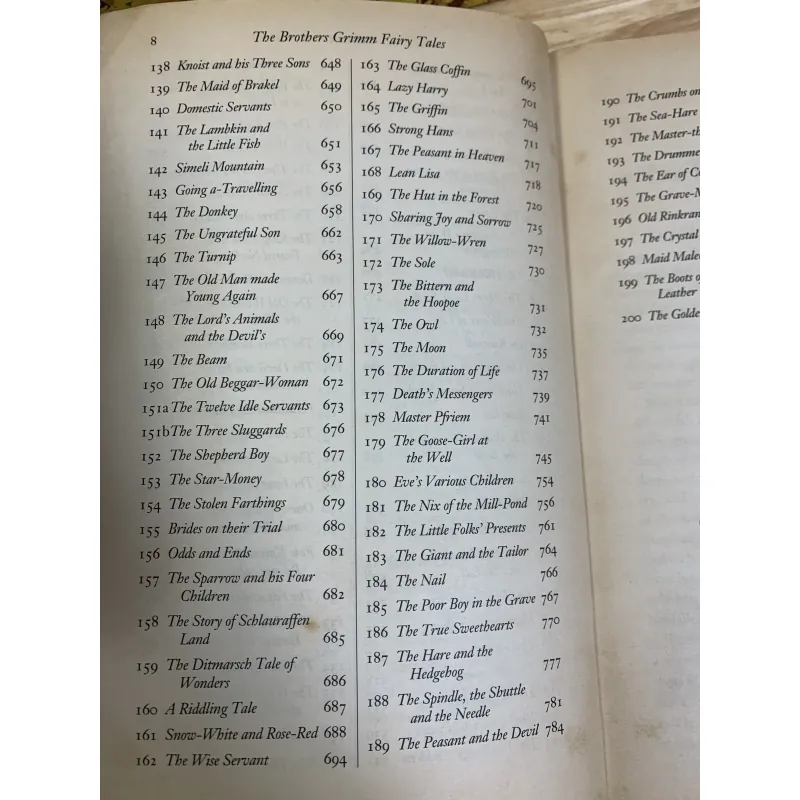 8 The Brothers Grimm Fairy Tales
138 Knoist and his Three Sons 648
139 The Maid of Brakel 649
140 Domestic Servants 650
141 The Lambkin and
the Little Fish 651
142 Simeli Mountain 653
143 Going a-Travelling 656
144 The Donkey 658
145 The Ungrateful Son 662
146 The Turnip 663
147 The Old Man made
Young Again 667
148 The Lord's Animals
and the Devil's 669
149 The Beam 671
150 The Old Beggar-Woman 672
151a The Twelve Idle Servants 673
151b The Three Sluggards 676
152 The Shepherd Boy 677
153 The Star-Money 678
154 The Stolen Farthings 679
155 Brides on their Trial 680
156 Odds and Ends 681
157 The Sparrow and his Four
Children 682
158 The Story of Schlauraffen
Land 685
159 The Ditmarsch Tale of
Wonders 686
160 A Riddling Tale 687
161 Snow-White and Rose-Red 688
162 The Wise Servant 694
163 The Glass Coffin 695
164 Lazy Harry 701
165 The Griffin 704
166 Strong Hans 711
167 The Peasant in Heaven 717
168 Lean Lisa 718
169 The Hut in the Forest 720
170 Sharing Joy and Sorrow 725
171 The Willow-Wren 727
172 The Sole 730
173 The Bittern and
the Hoopoe 731
174 The Owl 732
175 The Moon 735
176 The Duration of Life 737
177 Death's Messengers 739
178 Master Pfriem 741
179 The Goose-Girl at
the Well 745
180 Eve's Various Children 754
181 The Nix of the Mill-Pond 756
182 The Little Folks' Presents 761
183 The Giant and the Tailor 764
184 The Nail 766
185 The Poor Boy in the Grave 767
186 The True Sweethearts 770
187 The Hare and the
Hedgehog 777
188 The Spindle, the Shuttle
and the Needle 781
189 The Peasant and the Devil 784
190 The Crumbs on
191 The Sea-Hare
192 The Master-th
193 The Drumme
194 The Ear of C
195 The Grave-M
196 Old Rinkran
197 The Crystal
198 Maid Male
199 The Boots o
Leather
200 The Golde